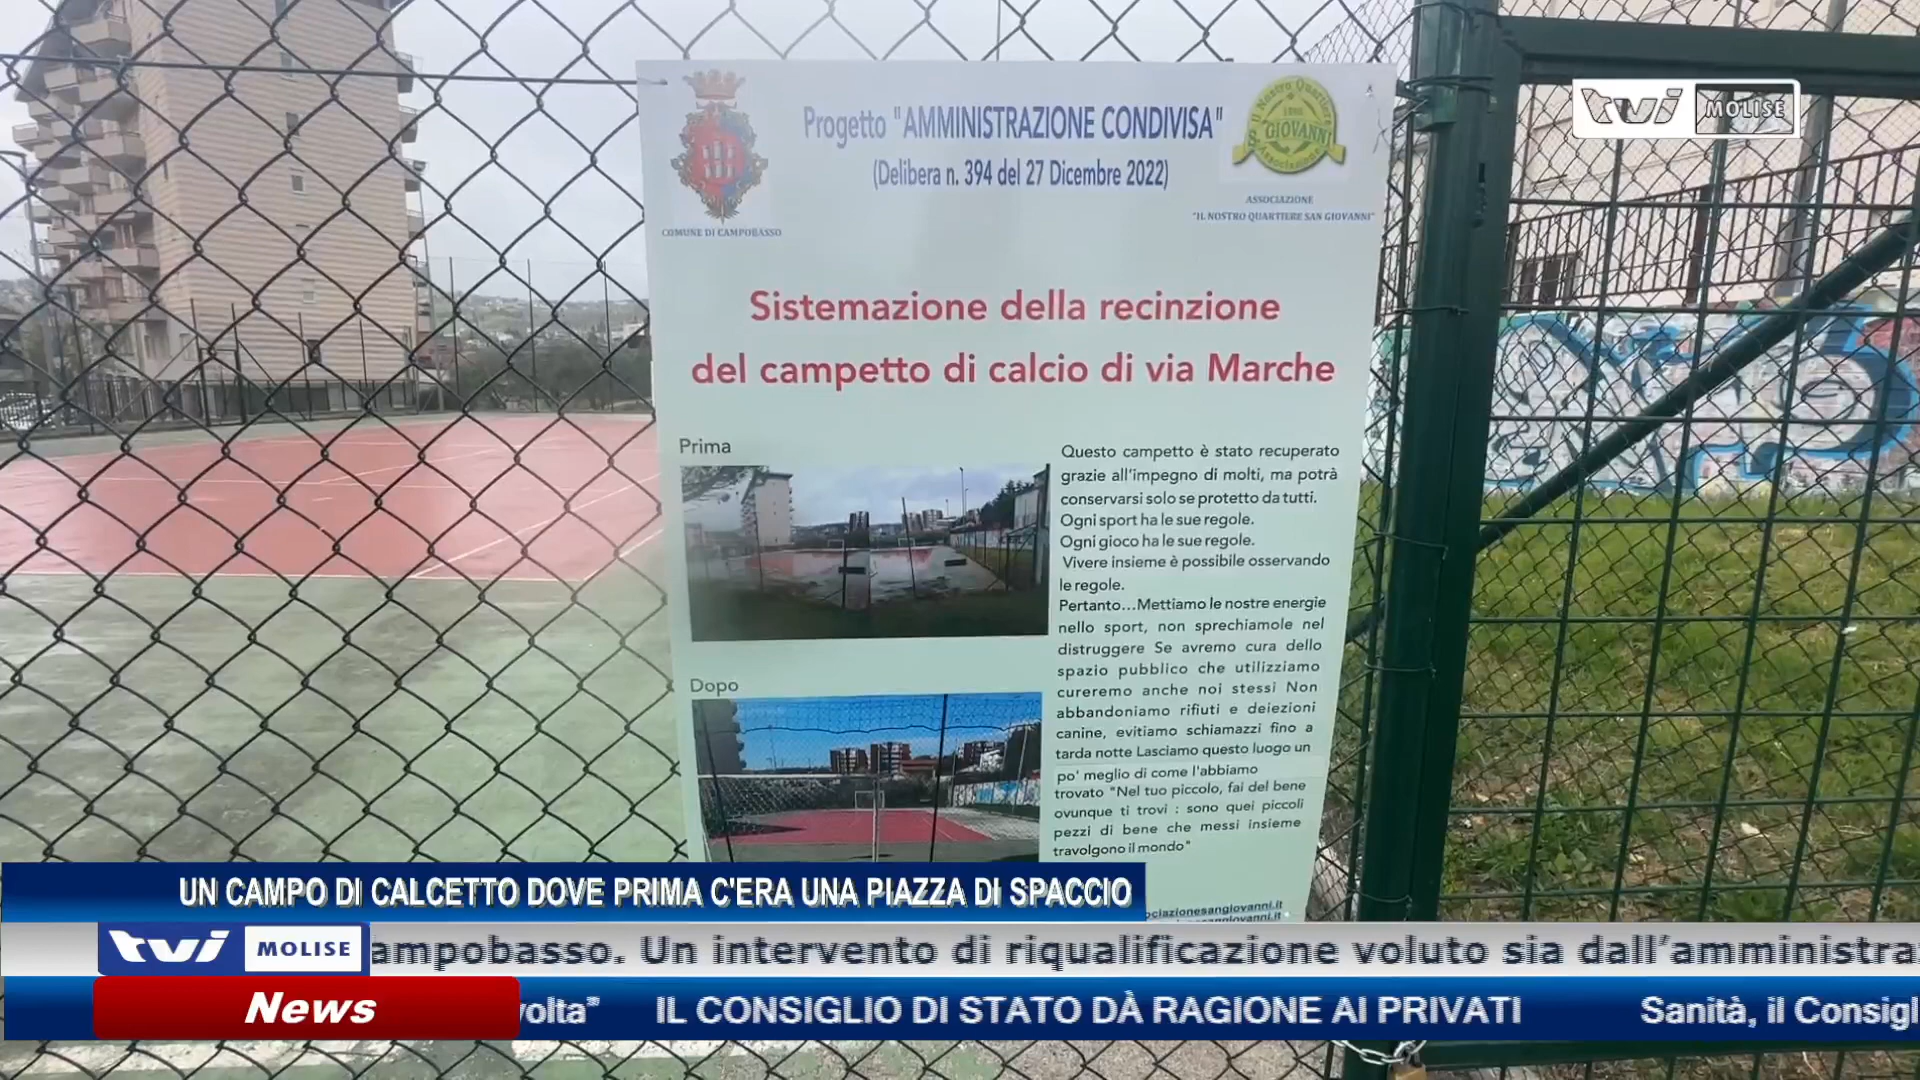 tvi MOLISE
Progetto "AMMINISTRAZIONE CONDIVISA"
(Delibera n. 394 del 27 Dicembre 2022)
COMUNE DI CAMPOBASSO
Il Nostro Quartiere
S. GIOVANNI
Associazione
ASSOCIAZIONE
"IL NOSTRO QUARTIERE SAN GIOVANNI"
Sistemazione della recinzione
del campetto di calcio di via Marche
Prima
Questo campetto è stato recuperato
grazie all'impegno di molti, ma potrà
conservarsi solo se protetto da tutti.
Ogni sport ha le sue regole.
Ogni gioco ha le sue regole.
Vivere insieme è possibile osservando
le regole.
Pertanto...Mettiamo le nostre energie
nello sport, non sprechiamole nel
distruggere Se avremo cura dello
spazio pubblico che utilizziamo
cureremo anche noi stessi Non
abbandoniamo rifiuti e deiezioni
canine, evitiamo schiamazzi fino a
tarda notte Lasciamo questo luogo un
po' meglio di come l'abbiamo
trovato "Nel tuo piccolo, fai del bene
ovunque ti trovi : sono quei piccoli
pezzi di bene che messi insieme
travolgono il mondo"
Dopo
ociazionesangiovanni.it
UN CAMPO DI CALCETTO DOVE PRIMA C'ERA UNA PIAZZA DI SPACCIO
tvi MOLISE
ampobasso. Un intervento di riqualificazione voluto sia dall'amministra
News
volta" IL CONSIGLIO DI STATO DÀ RAGIONE AI PRIVATI Sanità, il Consigl